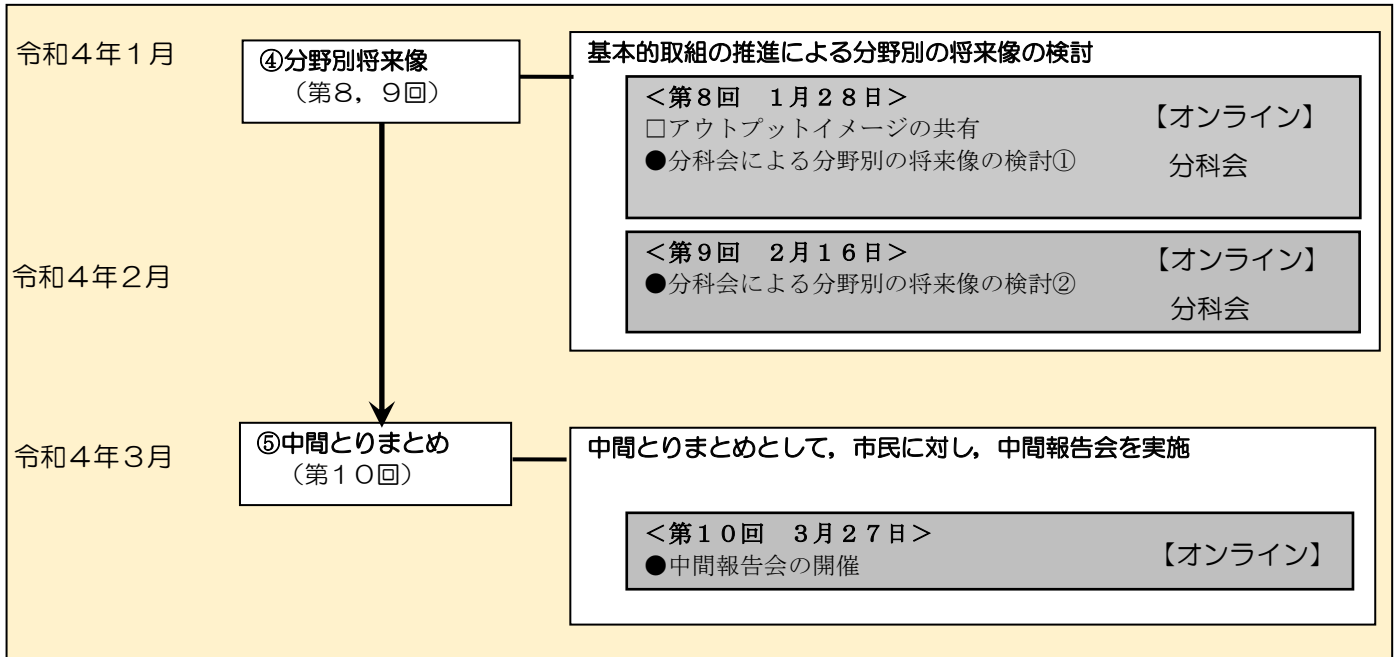 令和４年１月
④分野別将来像
（第８，９回）
基本的取組の推進による分野別の将来像の検討
＜第８回　１月２８日＞
□アウトプットイメージの共有
●分科会による分野別の将来像の検討①
【オンライン】
分科会
令和４年２月
＜第９回　２月１６日＞
●分科会による分野別の将来像の検討②
【オンライン】
分科会
令和４年３月
⑤中間とりまとめ
（第１０回）
中間とりまとめとして，市民に対し，中間報告会を実施
＜第１０回　３月２７日＞
●中間報告会の開催
【オンライン】